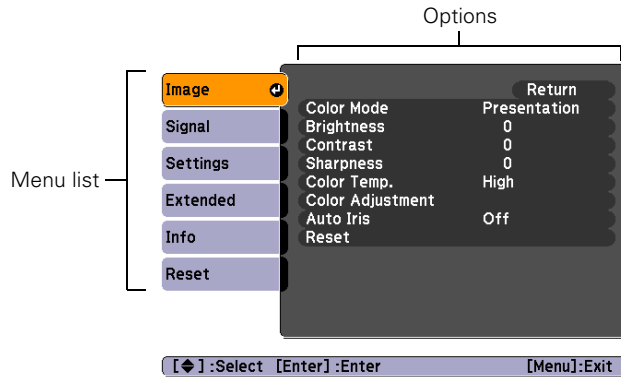 Options
Menu list
Image
Signal
Settings
Extended
Info
Reset
Return
Color Mode Presentation
Brightness 0
Contrast 0
Sharpness 0
Color Temp. High
Color Adjustment
Auto Iris Off
Reset
[◆] :Select [Enter] :Enter [Menu]:Exit